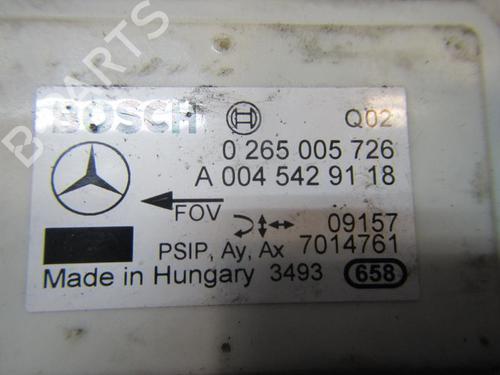 BOSCH Q02
0 265 005 726
A 004 542 91 18
FOV 09157
PSIP, Ay, Ax 7014761
Made in Hungary 3493 658